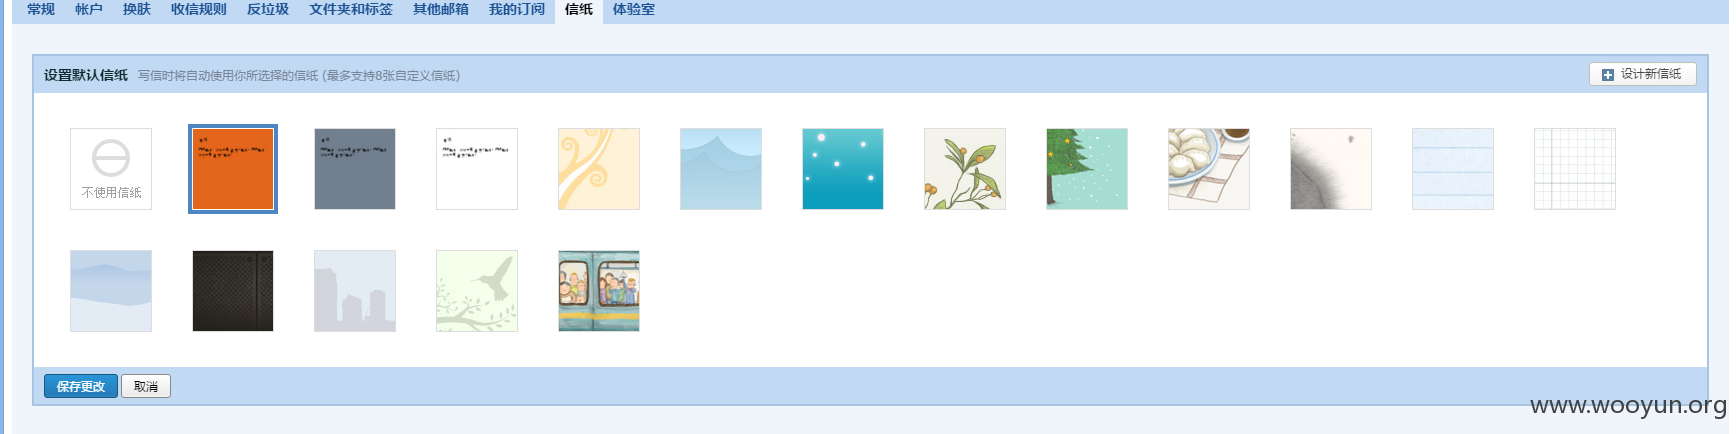 常规 帐户 换肤 收信规则 反垃圾 文件夹和标签 其他邮箱 我的订阅 信纸 体验室
设置默认信纸 写信时将自动使用你所选择的信纸 (最多支持8张自定义信纸) 设计新信纸
不使用信纸
保存更改 取消
www.wooyun.org